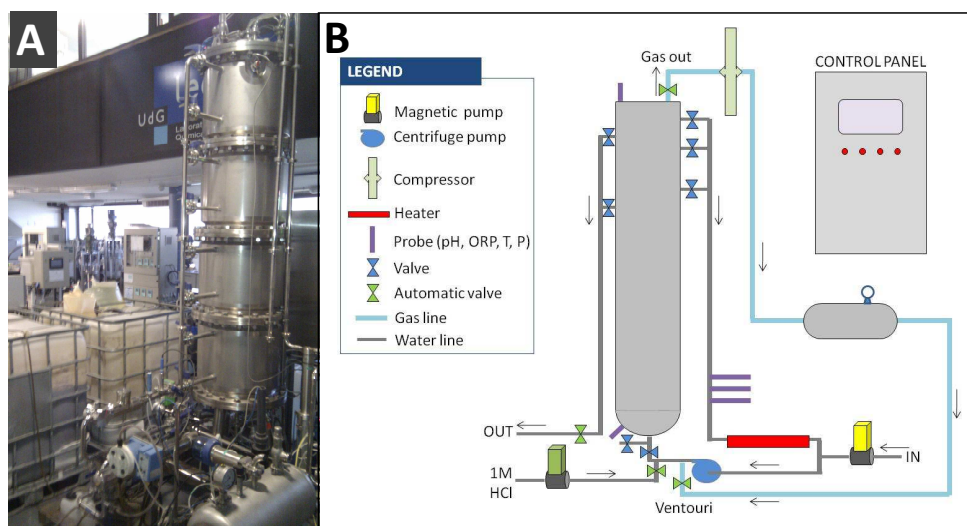 A
UdG
B
LEGEND
Magnetic pump
Centrifuge pump
Compressor
Heater
Probe (pH, ORP, T, P)
Valve
Automatic valve
Gas line
Water line
Gas out
CONTROL PANEL
OUT
1M
HCl
IN
Ventouri